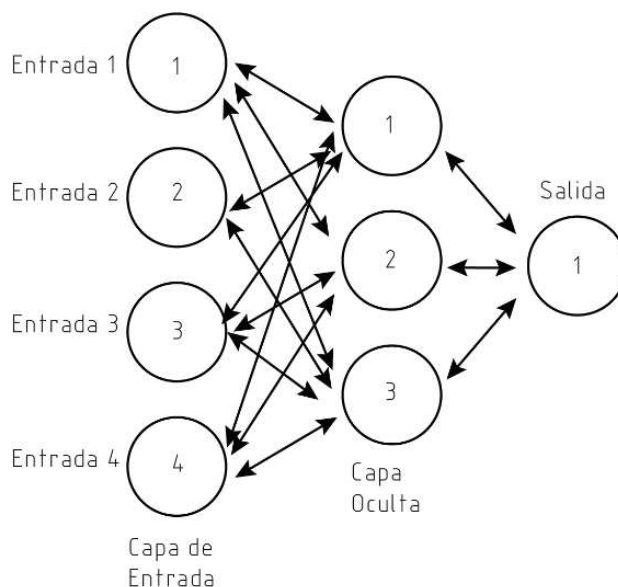 Entrada 1
1
Entrada 2
2
Entrada 3
3
Entrada 4
4
Capa de
Entrada
1
2
3
Capa
Oculta
Salida
1